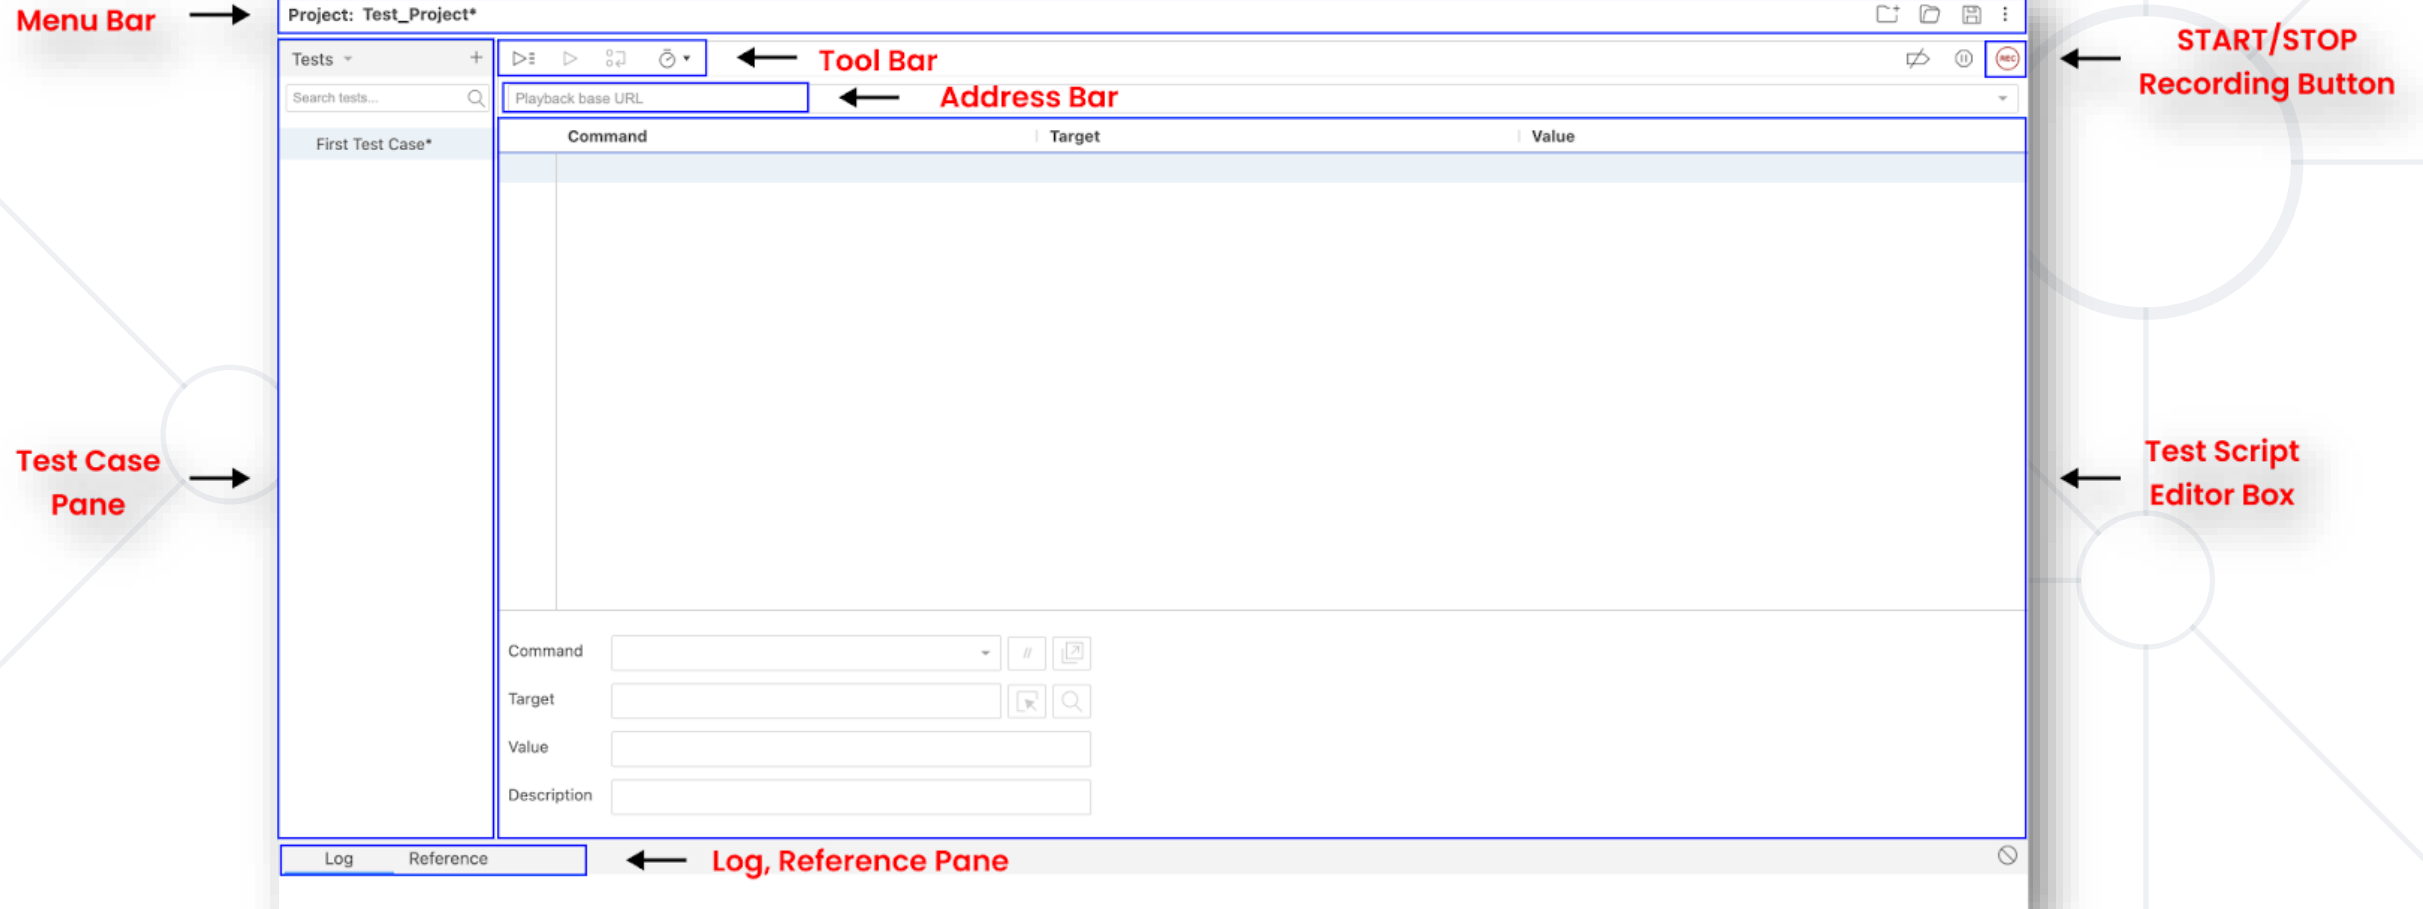 Menu Bar
Project: Test_Project*
START/STOP
Recording Button
Tests
Tool Bar
REC
Search tests...
Playback base URL
Address Bar
First Test Case*
Command
Target
Value
Test Case
Pane
Test Script
Editor Box
Command
//
Target
Value
Description
Log
Reference
Log, Reference Pane